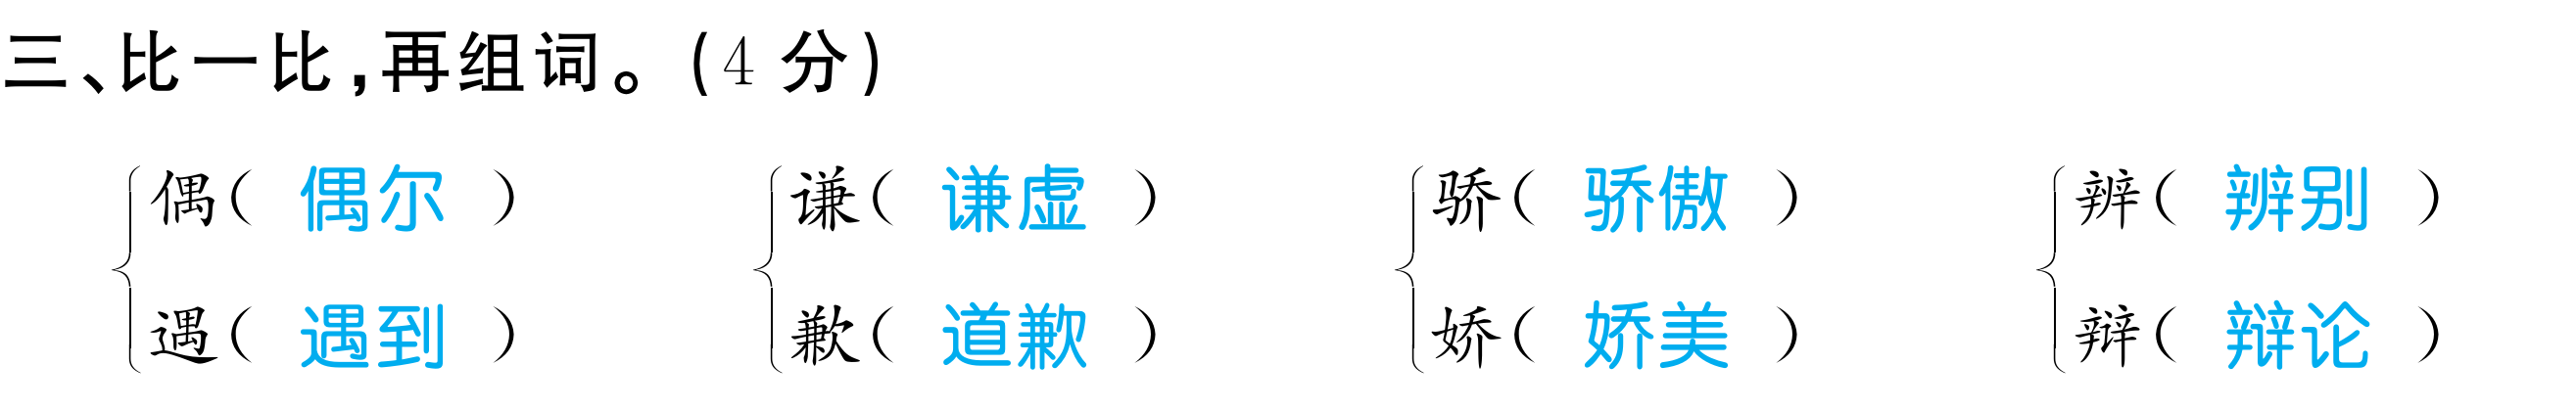 三、比一比,再组词。(4 分)
偶( 偶尔 ) 谦( 谦虚 ) 骄( 骄傲 ) 辨( 辨别 )
遇( 遇到 ) 歉( 道歉 ) 娇( 娇美 ) 辩( 辩论 )